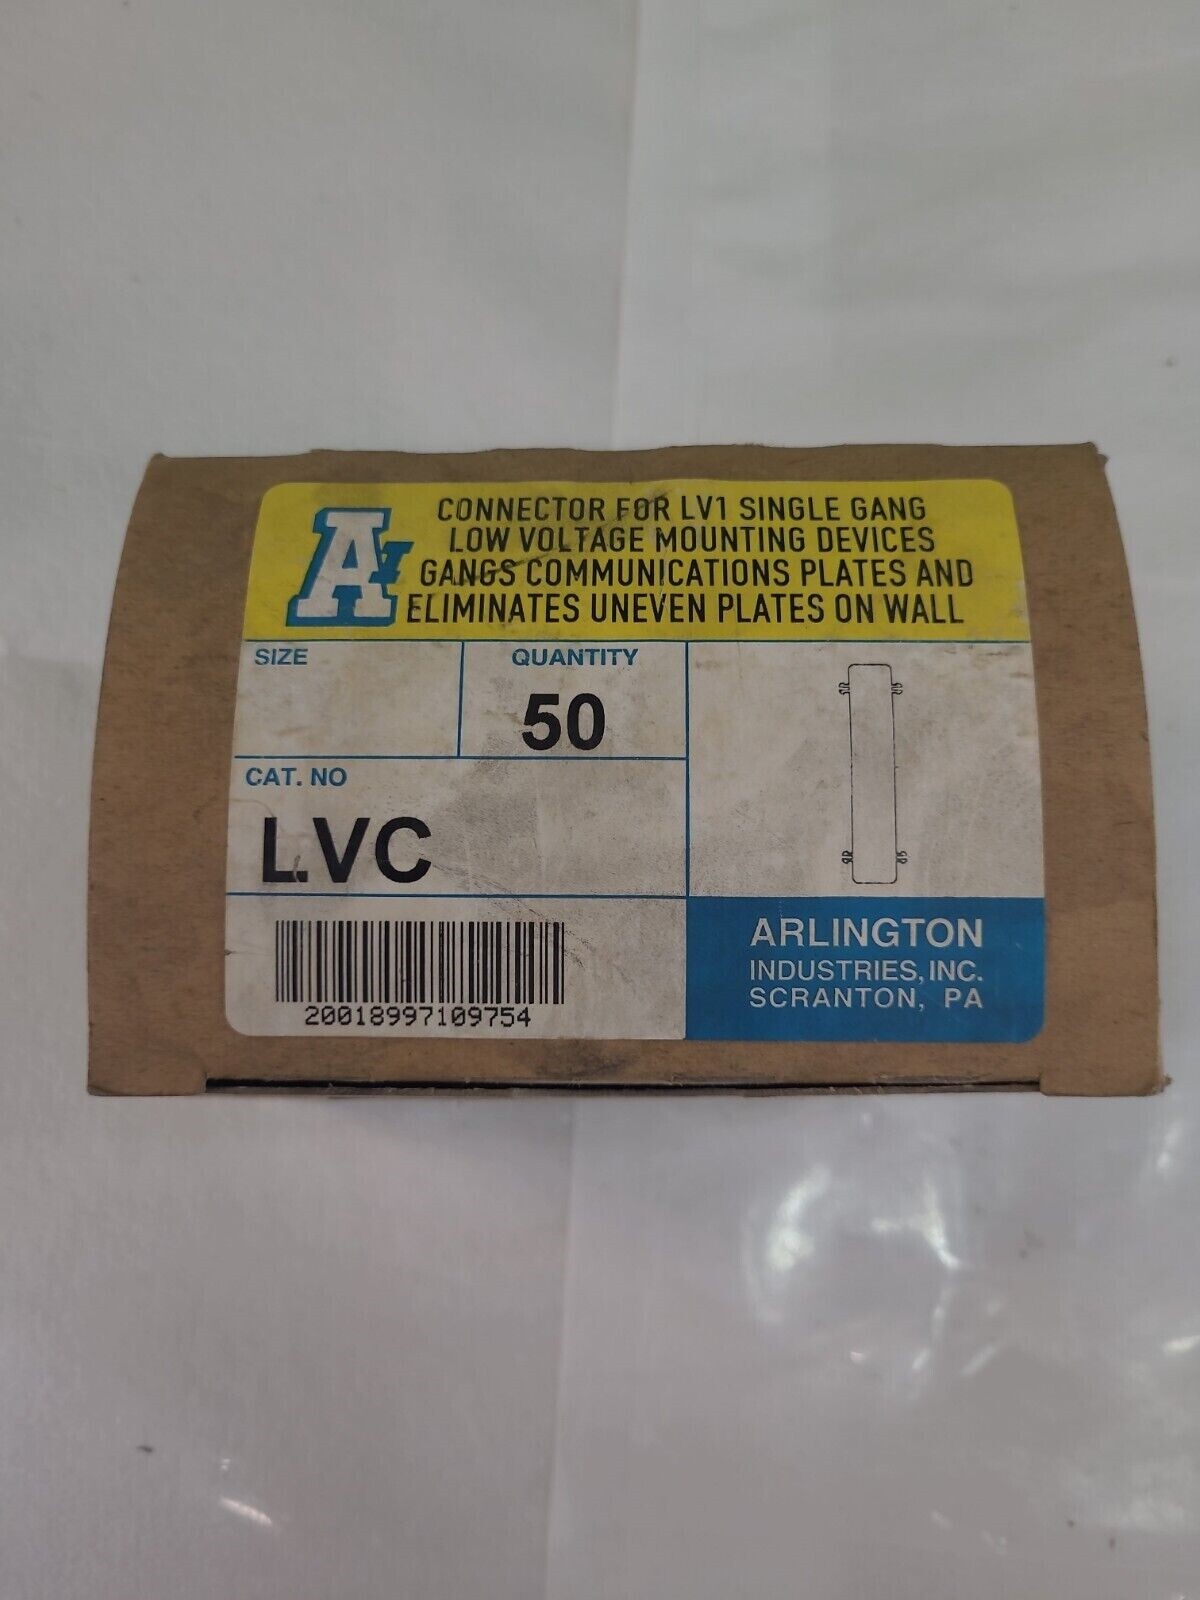 CONNECTOR FOR LV1 SINGLE GANG
LOW VOLTAGE MOUNTING DEVICES
GANGS COMMUNICATIONS PLATES AND
ELIMINATES UNEVEN PLATES ON WALL
AI
SIZE
QUANTITY
50
CAT. NO
LVC
20018997109754
ARLINGTON
INDUSTRIES, INC.
SCRANTON, PA